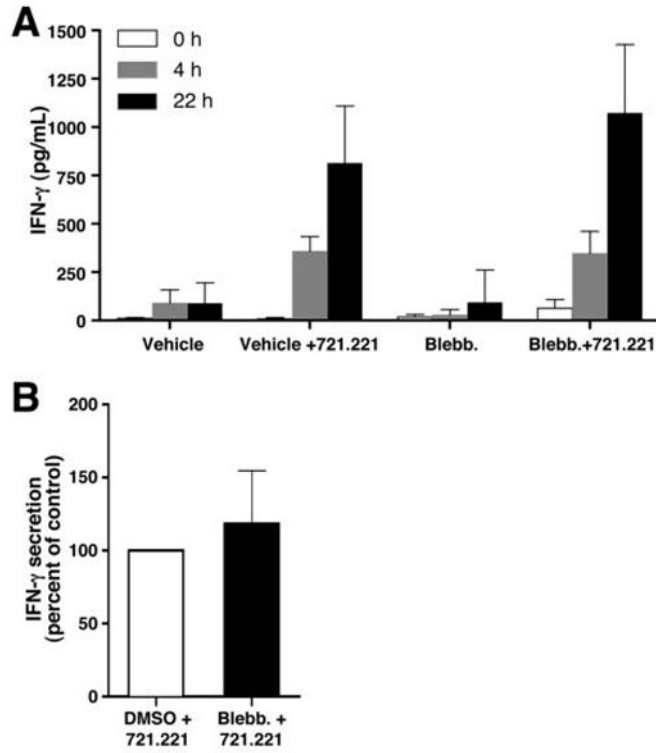 A
IFN-γ (pg/mL)
1500
1250
1000
750
500
250
0
0 h
4 h
22 h
Vehicle
Vehicle +721.221
Blebb.
Blebb.+721.221
B
IFN-γ secretion
(percent of control)
200
150
100
50
0
DMSO +
721.221
Blebb. +
721.221